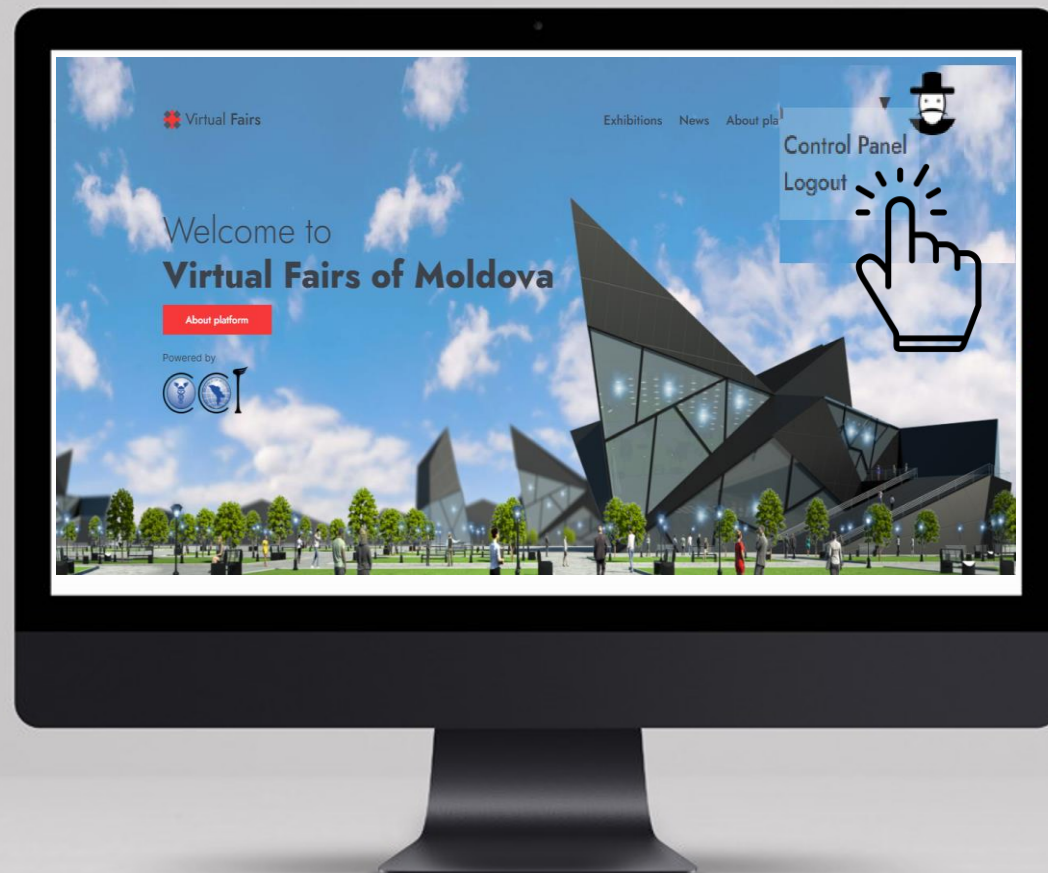 Virtual Fairs
Exhibitions News About pla
Control Panel
Logout
Welcome to
Virtual Fairs of Moldova
About platform
Powered by